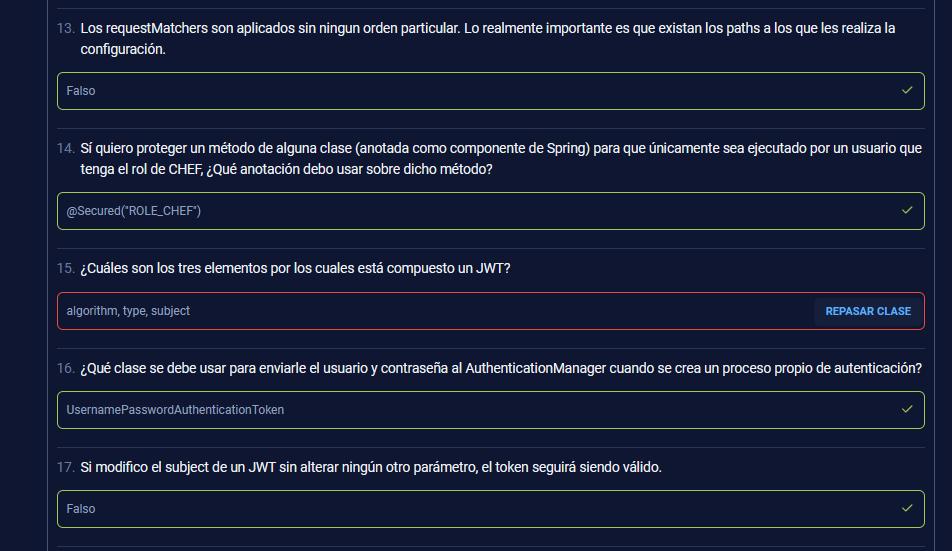 13. Los requestMatchers son aplicados sin ningun orden particular. Lo realmente importante es que existan los paths a los que les realiza la
configuración.
Falso
14. Sí quiero proteger un método de alguna clase (anotada como componente de Spring) para que únicamente sea ejecutado por un usuario que
tenga el rol de CHEF, ¿Qué anotación debo usar sobre dicho método?
@Secured("ROLE_CHEF")
15. ¿Cuáles son los tres elementos por los cuales está compuesto un JWT?
algorithm, type, subject
REPASAR CLASE
16. ¿Qué clase se debe usar para enviarle el usuario y contraseña al AuthenticationManager cuando se crea un proceso propio de autenticación?
UsernamePasswordAuthenticationToken
17. Si modifico el subject de un JWT sin alterar ningún otro parámetro, el token seguirá siendo válido.
Falso